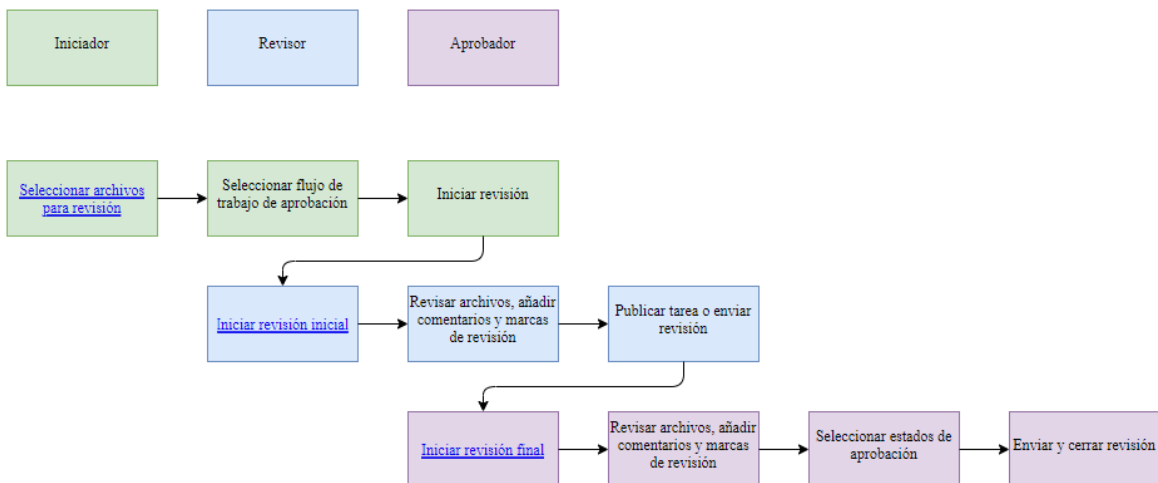 Iniciador
Revisor
Aprobador
Seleccionar archivos
para revisión
Seleccionar flujo de
trabajo de aprobación
Iniciar revisión
Iniciar revisión inicial
Revisar archivos, añadir
comentarios y marcas
de revisión
Publicar tarea o enviar
revisión
Iniciar revisión final
Revisar archivos, añadir
comentarios y marcas
de revisión
Seleccionar estados de
aprobación
Enviar y cerrar revisión